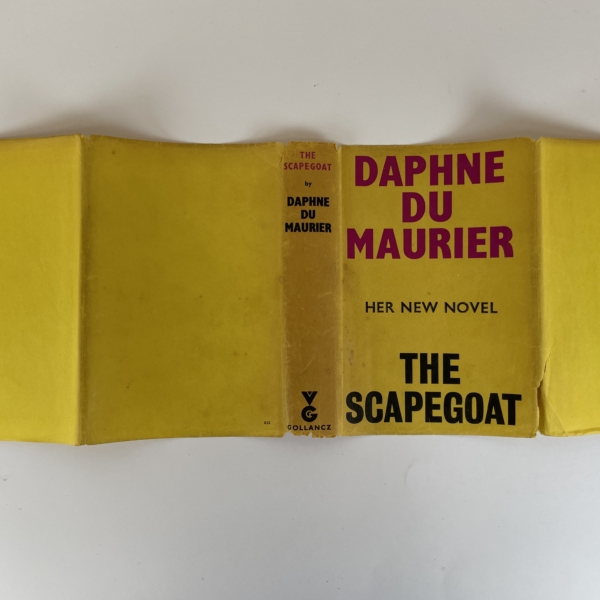 THE
SCAPEGOAT
by
DAPHNE
DU
MAURIER
VG
GOLLANCZ
DAPHNE
DU
MAURIER
HER NEW NOVEL
THE
SCAPEGOAT